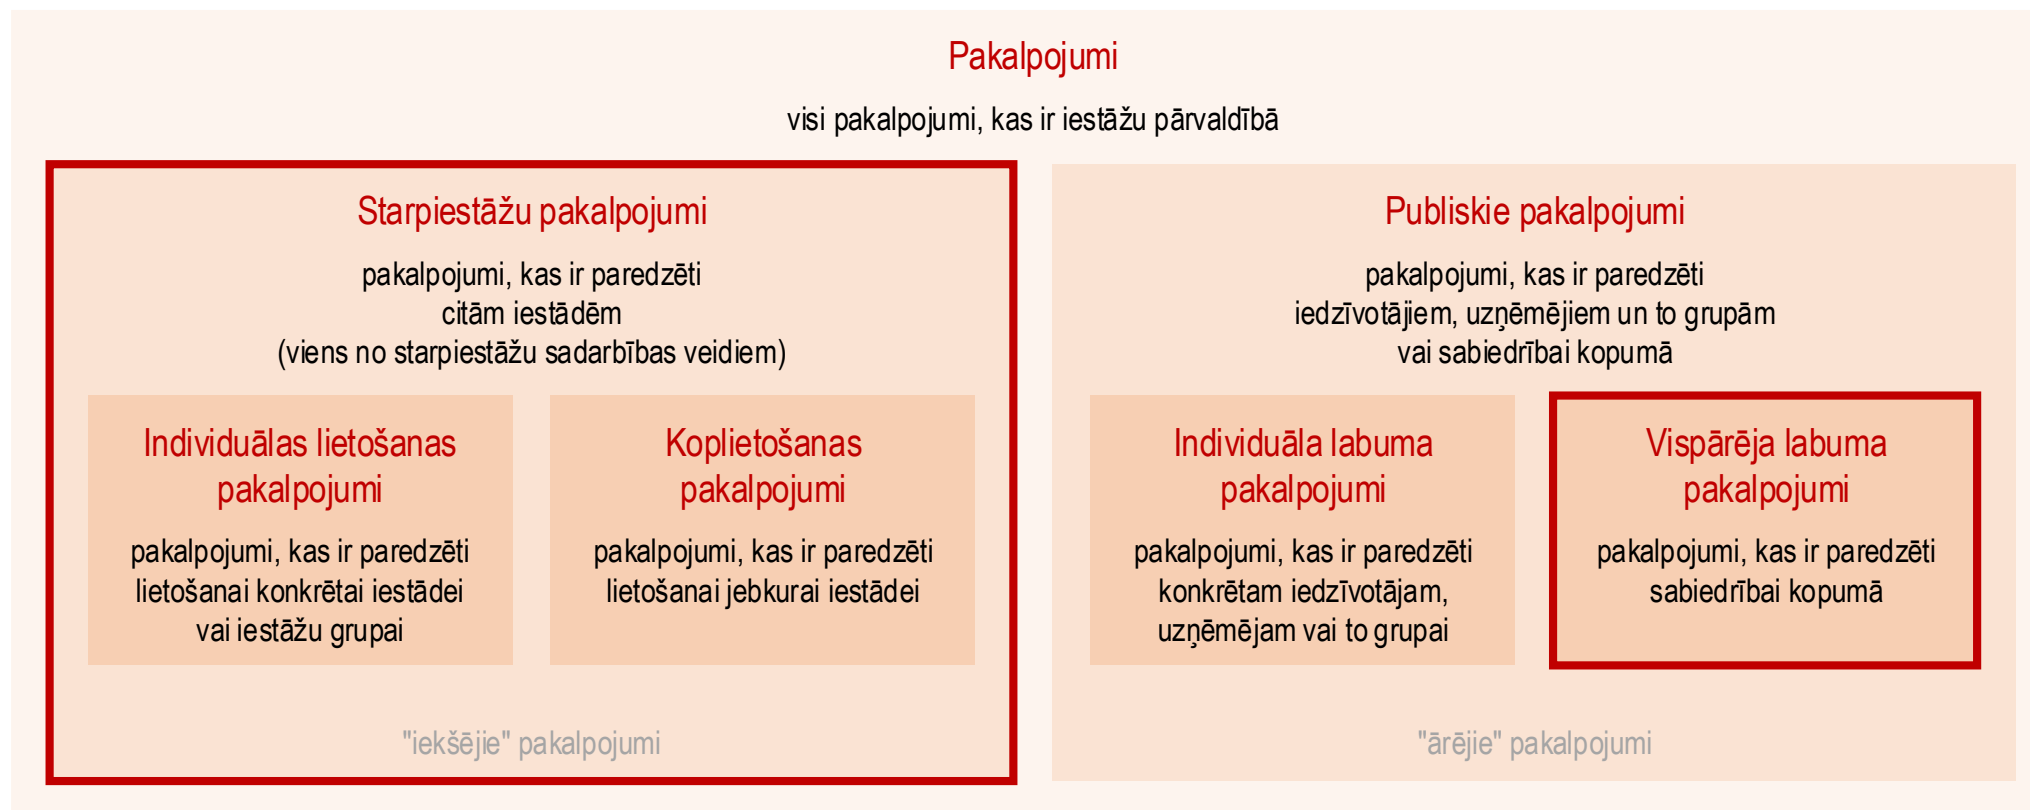 Pakalpojumi
visi pakalpojumi, kas ir iestāžu pārvaldībā
Starpiestāžu pakalpojumi
pakalpojumi, kas ir paredzēti
citām iestādēm
(viens no starpiestāžu sadarbības veidiem)
Individuālas lietošanas
pakalpojumi
pakalpojumi, kas ir paredzēti
lietošanai konkrētai iestādei
vai iestāžu grupai
Koplietošanas
pakalpojumi
pakalpojumi, kas ir paredzēti
lietošanai jebkurai iestādei
"iekšējie" pakalpojumi
Publiskie pakalpojumi
pakalpojumi, kas ir paredzēti
iedzīvotājiem, uzņēmējiem un to grupām
vai sabiedrībai kopumā
Individuāla labuma
pakalpojumi
pakalpojumi, kas ir paredzēti
konkrētam iedzīvotājam,
uzņēmējam vai to grupai
Vispārēja labuma
pakalpojumi
pakalpojumi, kas ir paredzēti
sabiedrībai kopumā
"ārējie" pakalpojumi